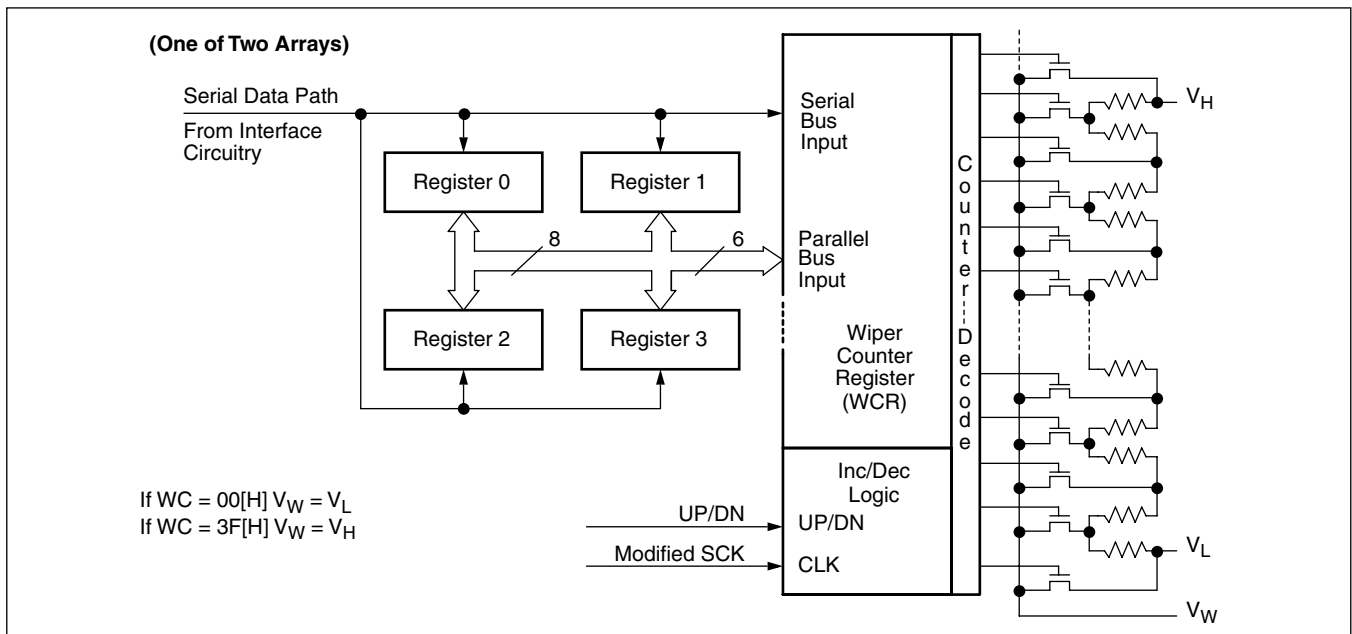 (One of Two Arrays)
Serial Data Path
From Interface
Circuitry
Register 0
Register 1
Register 2
Register 3
8
6
Serial
Bus
Input
Parallel
Bus
Input
Wiper
Counter
Register
(WCR)
Inc/Dec
Logic
UP/DN
UP/DN
Modified SCK
CLK
Counter
Decode
If WC = 00[H] VW = VL
If WC = 3F[H] VW = VH
VH
VL
VW